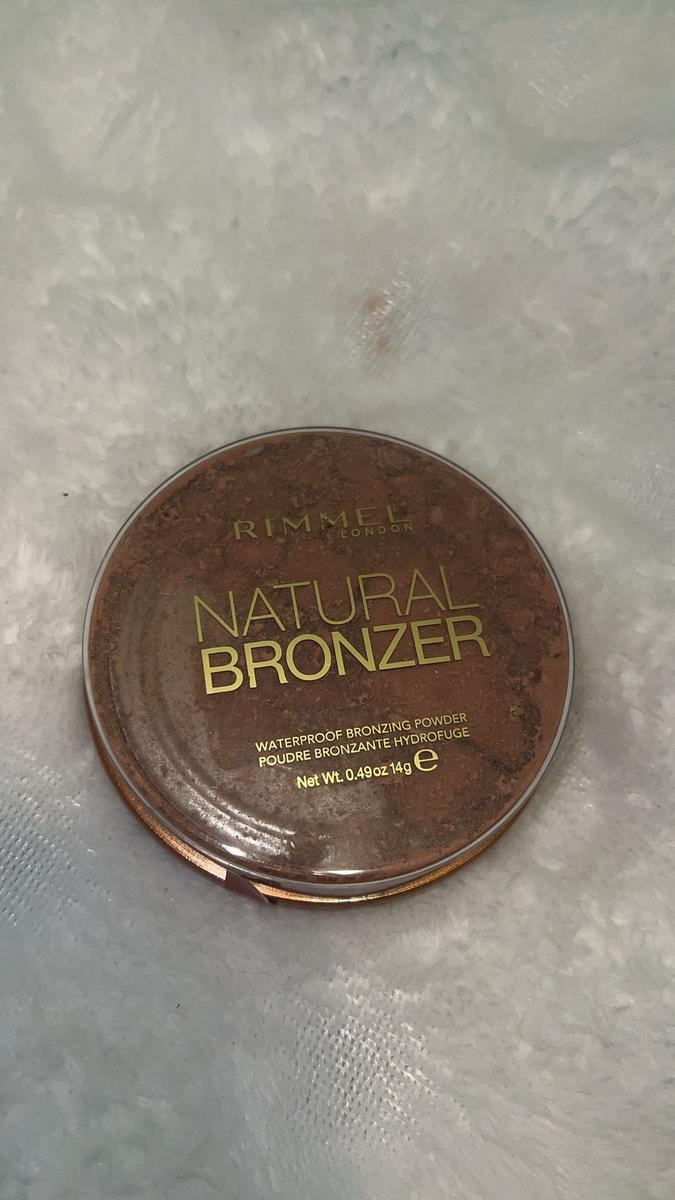 RIMMEL
LONDON
NATURAL
BRONZER
WATERPROOF BRONZING POWDER
POUDRE BRONZANTE HYDROFUGE
Net Wt. 0.49oz 14g ℮